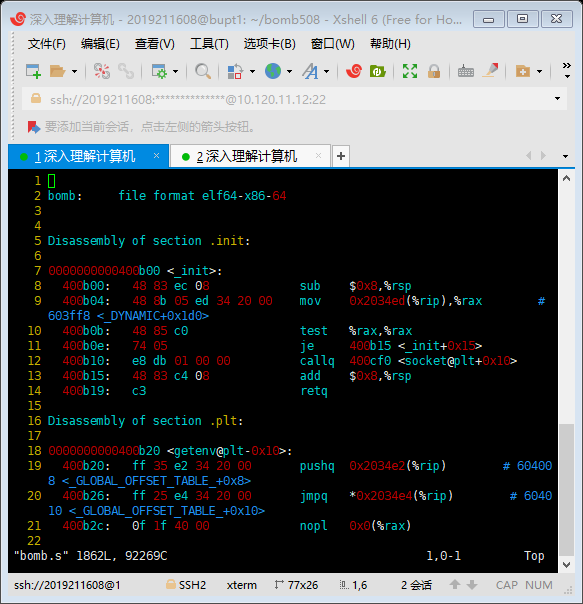 深入理解计算机 - 2019211608@bupt1: ~/bomb508 - Xshell 6 (Free for Ho...
文件(F) 编辑(E) 查看(V) 工具(T) 选项卡(B) 窗口(W) 帮助(H)
ssh://2019211608:**************@10.120.11.12:22
要添加当前会话，点击左侧的箭头按钮。
1 深入理解计算机 × 2 深入理解计算机 × +
1
2 bomb: file format elf64-x86-64
3
4
5 Disassembly of section .init:
6
7 0000000000400b00 <_init>:
8 400b00: 48 83 ec 08 sub $0x8,%rsp
9 400b04: 48 8b 05 ed 34 20 00 mov 0x2034ed(%rip),%rax #
603ff8 <_DYNAMIC+0x1d0>
10 400b0b: 48 85 c0 test %rax,%rax
11 400b0e: 74 05 je 400b15 <_init+0x15>
12 400b10: e8 db 01 00 00 callq 400cf0 <socket@plt+0x10>
13 400b15: 48 83 c4 08 add $0x8,%rsp
14 400b19: c3 retq
15
16 Disassembly of section .plt:
17
18 0000000000400b20 <getenv@plt-0x10>:
19 400b20: ff 35 e2 34 20 00 pushq 0x2034e2(%rip) # 60400
8 <_GLOBAL_OFFSET_TABLE_+0x8>
20 400b26: ff 25 e4 34 20 00 jmpq *0x2034e4(%rip) # 6040
10 <_GLOBAL_OFFSET_TABLE_+0x10>
21 400b2c: 0f 1f 40 00 nopl 0x0(%rax)
22
"bomb.s" 1862L, 92269C 1,0-1 Top
ssh://2019211608@1 SSH2 xterm 77x26 1,6 2 会话 CAP NUM